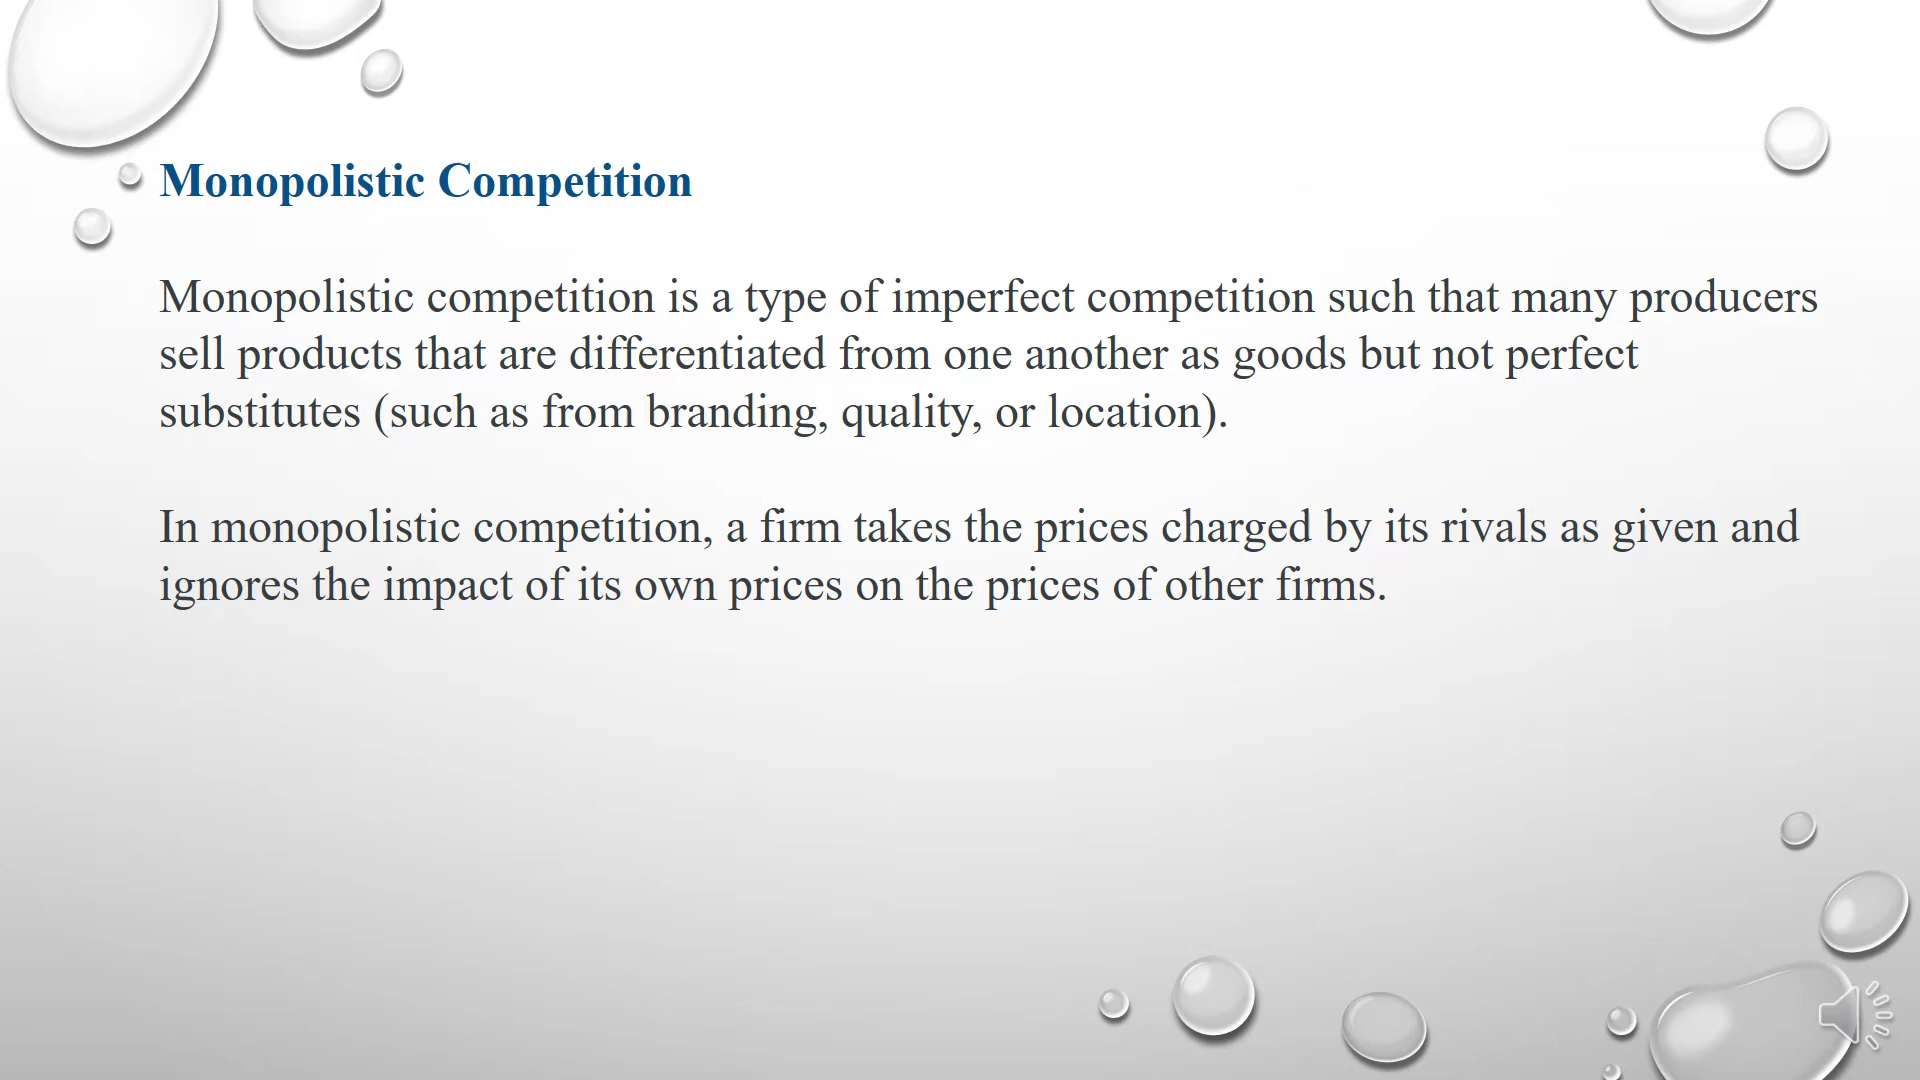 Monopolistic Competition
Monopolistic competition is a type of imperfect competition such that many producers
sell products that are differentiated from one another as goods but not perfect
substitutes (such as from branding, quality, or location).
In monopolistic competition, a firm takes the prices charged by its rivals as given and
ignores the impact of its own prices on the prices of other firms.